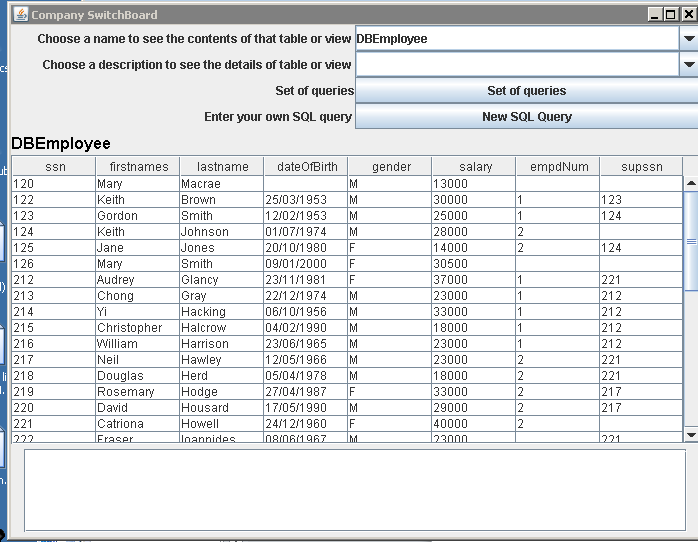 Company SwitchBoard
Choose a name to see the contents of that table or view DBEmployee
Choose a description to see the details of table or view
Set of queries Set of queries
Enter your own SQL query New SQL Query
DBEmployee
ssn firstnames lastname dateOfBirth gender salary empdNum supssn
120 Mary Macrae M 13000
122 Keith Brown 25/03/1953 M 30000 1 123
123 Gordon Smith 12/02/1953 M 25000 1 124
124 Keith Johnson 01/07/1974 M 28000 2
125 Jane Jones 20/10/1980 F 14000 2 124
126 Mary Smith 09/01/2000 F 30500
212 Audrey Glancy 23/11/1981 F 37000 1 221
213 Chong Gray 22/12/1974 M 23000 1 212
214 Yi Hacking 06/10/1956 M 33000 1 212
215 Christopher Halcrow 04/02/1990 M 18000 1 212
216 William Harrison 23/06/1965 M 23000 1 212
217 Neil Hawley 12/05/1966 M 23000 2 221
218 Douglas Herd 05/04/1978 M 18000 2 221
219 Rosemary Hodge 27/04/1987 F 33000 2 217
220 David Housard 17/05/1990 M 29000 2 217
221 Catriona Howell 24/12/1960 F 40000 2
222 Fraser Ioannides 08/06/1967 M 23000 221